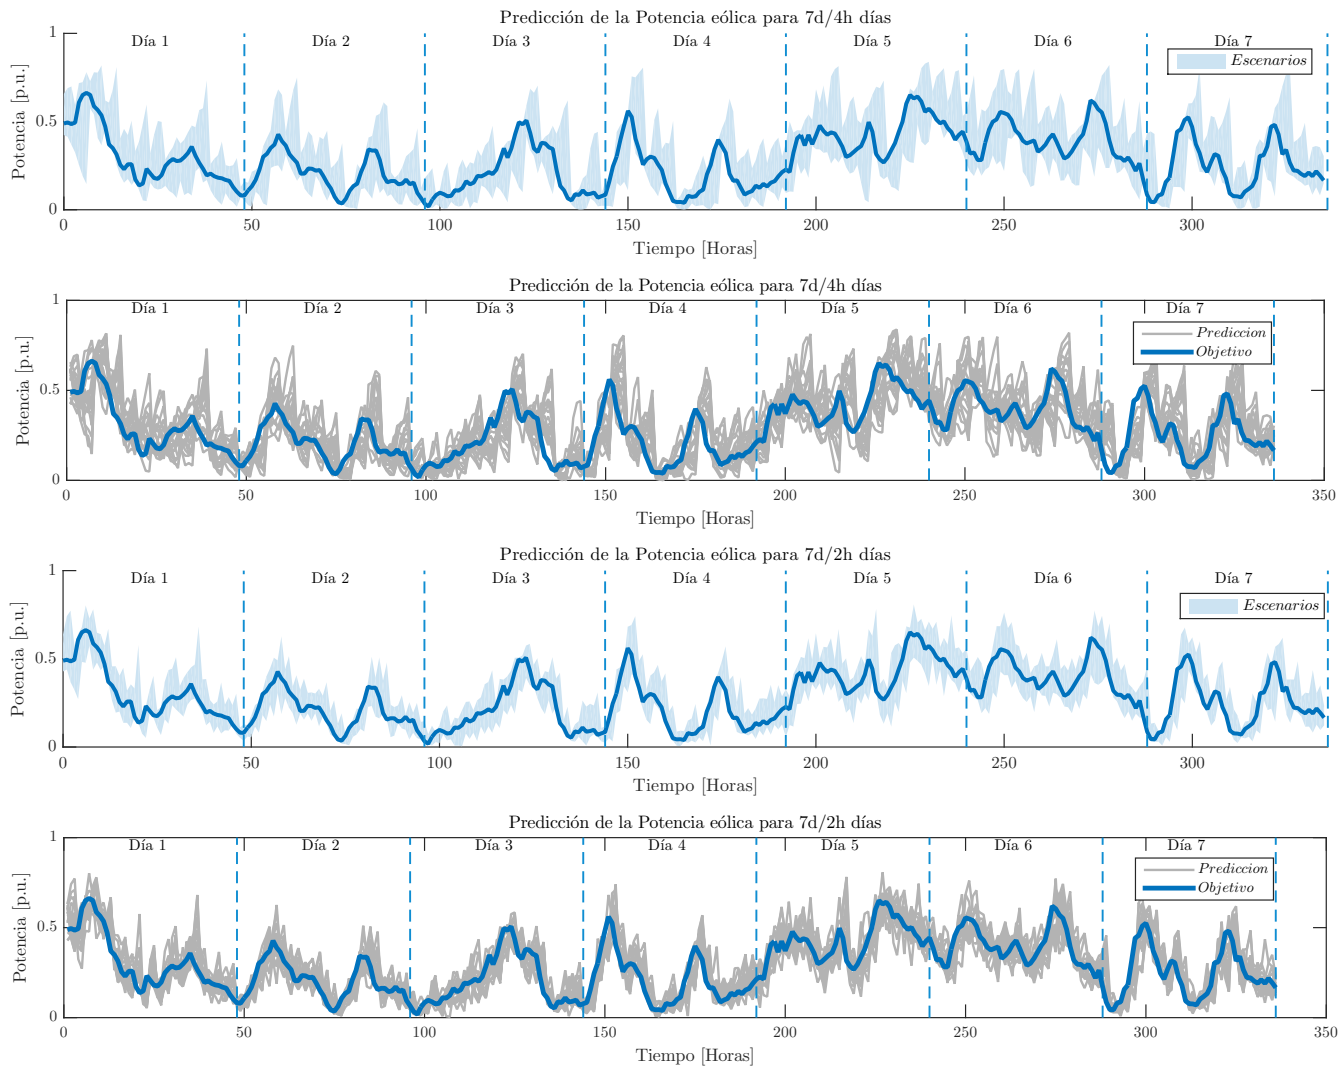 Predicción de la Potencia eólica para 7d/4h días
Día 1 Día 2 Día 3 Día 4 Día 5 Día 6 Día 7
Escenarios
Potencia [p.u.]
1
0.5
0
0 50 100 150 200 250 300
Tiempo [Horas]
Predicción de la Potencia eólica para 7d/4h días
Día 1 Día 2 Día 3 Día 4 Día 5 Día 6 Día 7
Prediccion
Objetivo
Potencia [p.u.]
1
0.5
0
0 50 100 150 200 250 300 350
Tiempo [Horas]
Predicción de la Potencia eólica para 7d/2h días
Día 1 Día 2 Día 3 Día 4 Día 5 Día 6 Día 7
Escenarios
Potencia [p.u.]
1
0.5
0
0 50 100 150 200 250 300
Tiempo [Horas]
Predicción de la Potencia eólica para 7d/2h días
Día 1 Día 2 Día 3 Día 4 Día 5 Día 6 Día 7
Prediccion
Objetivo
Potencia [p.u.]
1
0.5
0
0 50 100 150 200 250 300 350
Tiempo [Horas]